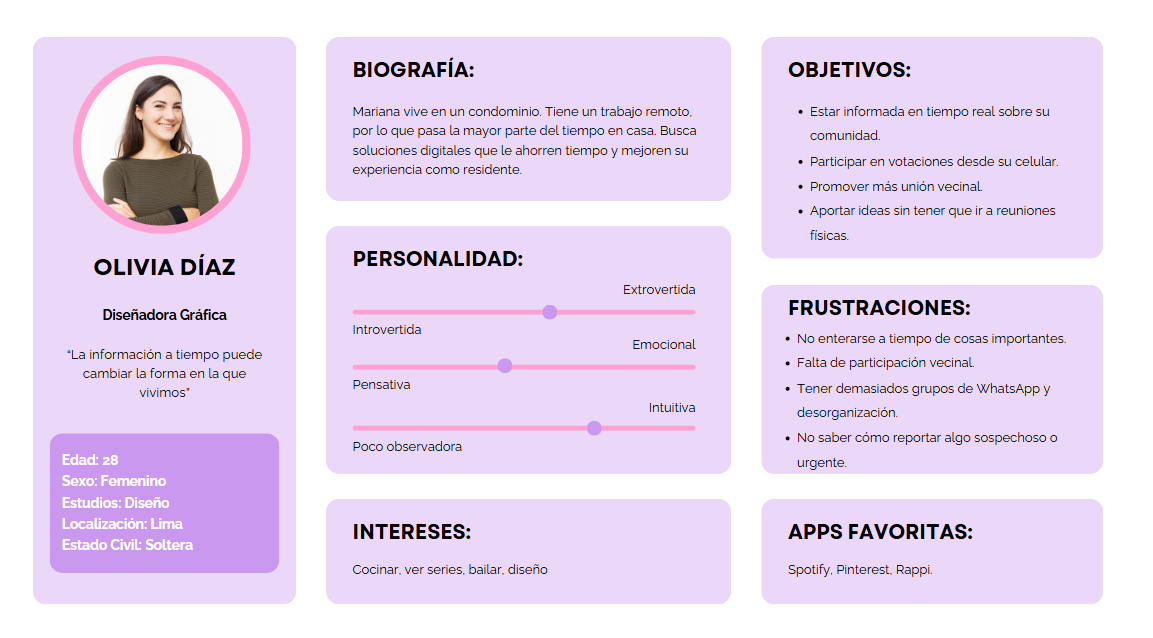 OLIVIA DÍAZ
Diseñadora Gráfica
“La información a tiempo puede
cambiar la forma en la que
vivimos”
Edad: 28
Sexo: Femenino
Estudios: Diseño
Localización: Lima
Estado Civil: Soltera
BIOGRAFÍA:
Mariana vive en un condominio. Tiene un trabajo remoto,
por lo que pasa la mayor parte del tiempo en casa. Busca
soluciones digitales que le ahorren tiempo y mejoren su
experiencia como residente.
PERSONALIDAD:
Extrovertida
Introvertida
Emocional
Pensativa
Intuitiva
Poco observadora
INTERESES:
Cocinar, ver series, bailar, diseño
OBJETIVOS:
• Estar informada en tiempo real sobre su
comunidad.
• Participar en votaciones desde su celular.
• Promover más unión vecinal.
• Aportar ideas sin tener que ir a reuniones
físicas.
FRUSTRACIONES:
• No enterarse a tiempo de cosas importantes.
• Falta de participación vecinal.
• Tener demasiados grupos de WhatsApp y
desorganización.
• No saber cómo reportar algo sospechoso o
urgente.
APPS FAVORITAS:
Spotify, Pinterest, Rappi.